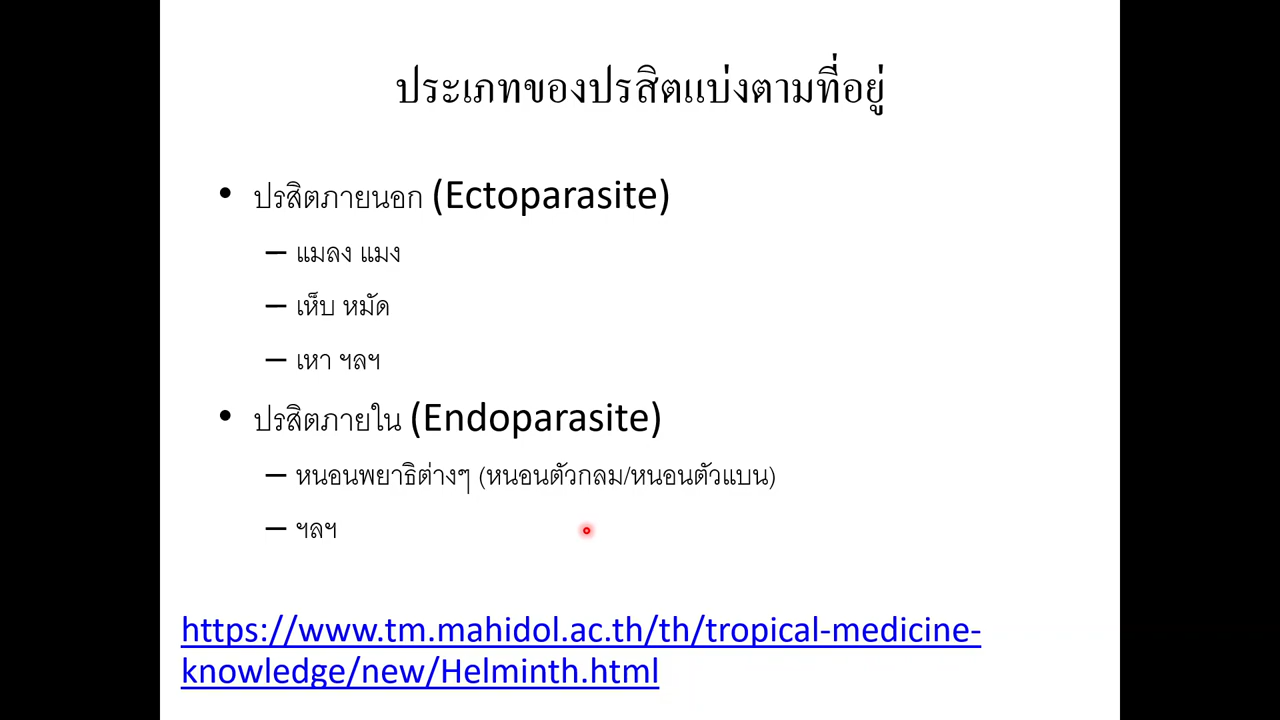 ประเภทของปรสิตแบ่งตามที่อยู่
• ปรสิตภายนอก (Ectoparasite)
– แมลง แมง
– เห็บ หมัด
– เหา ฯลฯ
• ปรสิตภายใน (Endoparasite)
– หนอนพยาธิต่างๆ (หนอนตัวกลม/หนอนตัวแบน)
– ฯลฯ
https://www.tm.mahidol.ac.th/th/tropical-medicine-
knowledge/new/Helminth.html